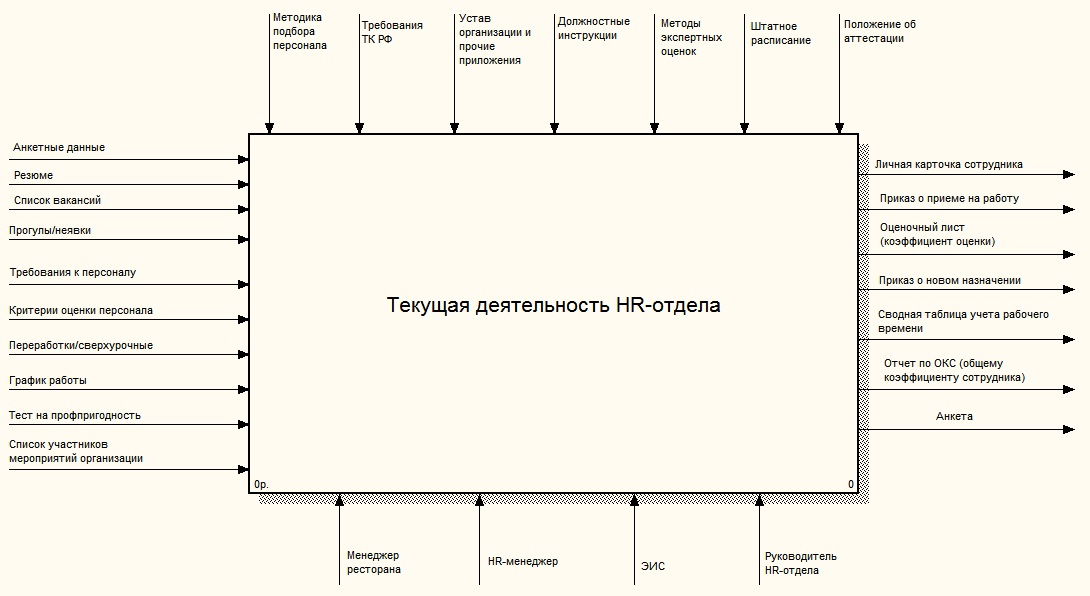 Методика
подбора
персонала
Требования
ТК РФ
Устав
организации и
прочие
приложения
Должностные
инструкции
Методы
экспертных
оценок
Штатное
расписание
Положение об
аттестации
Анкетные данные
Резюме
Список вакансий
Прогулы/неявки
Требования к персоналу
Критерии оценки персонала
Переработки/сверхурочные
График работы
Тест на профпригодность
Список участников
мероприятий организации
Текущая деятельность HR-отдела
0р.
0
Личная карточка сотрудника
Приказ о приеме на работу
Оценочный лист
(коэффициент оценки)
Приказ о новом назначении
Сводная таблица учета рабочего
времени
Отчет по ОКС (общему
коэффициенту сотрудника)
Анкета
Менеджер
ресторана
HR-менеджер
ЭИС
Руководитель
HR-отдела